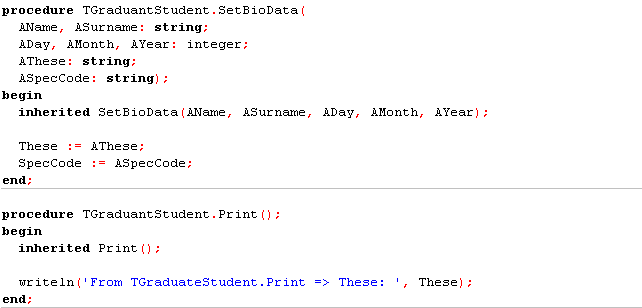 procedure TGraduantStudent.SetBioData(
AName, ASurname: string;
ADay, AMonth, AYear: integer;
AThese: string;
ASpecCode: string);
begin
inherited SetBioData(AName, ASurname, ADay, AMonth, AYear);
These := AThese;
SpecCode := ASpecCode;
end;
procedure TGraduantStudent.Print();
begin
inherited Print();
writeln('From TGraduateStudent.Print => These: ', These);
end;